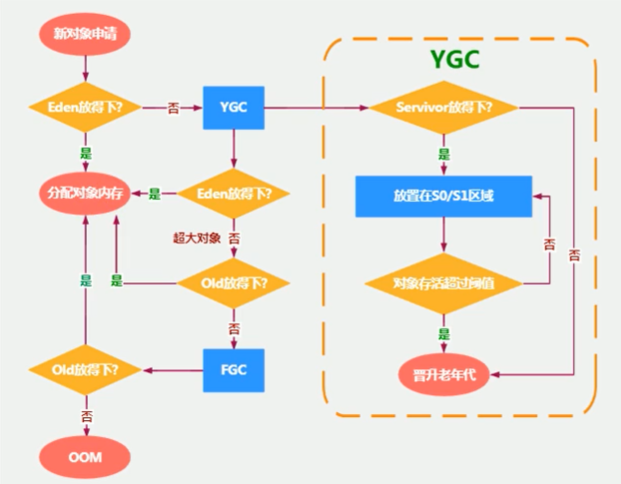 新对象申请
YGC
Eden放得下?
否
YGC
Servivor放得下?
是
是
分配对象内存
是
Eden放得下?
放置在S0/S1区域
超大对象
否
否
否
是
是
Old放得下?
对象存活超过阈值
否
是
Old放得下?
FGC
晋升老年代
否
OOM